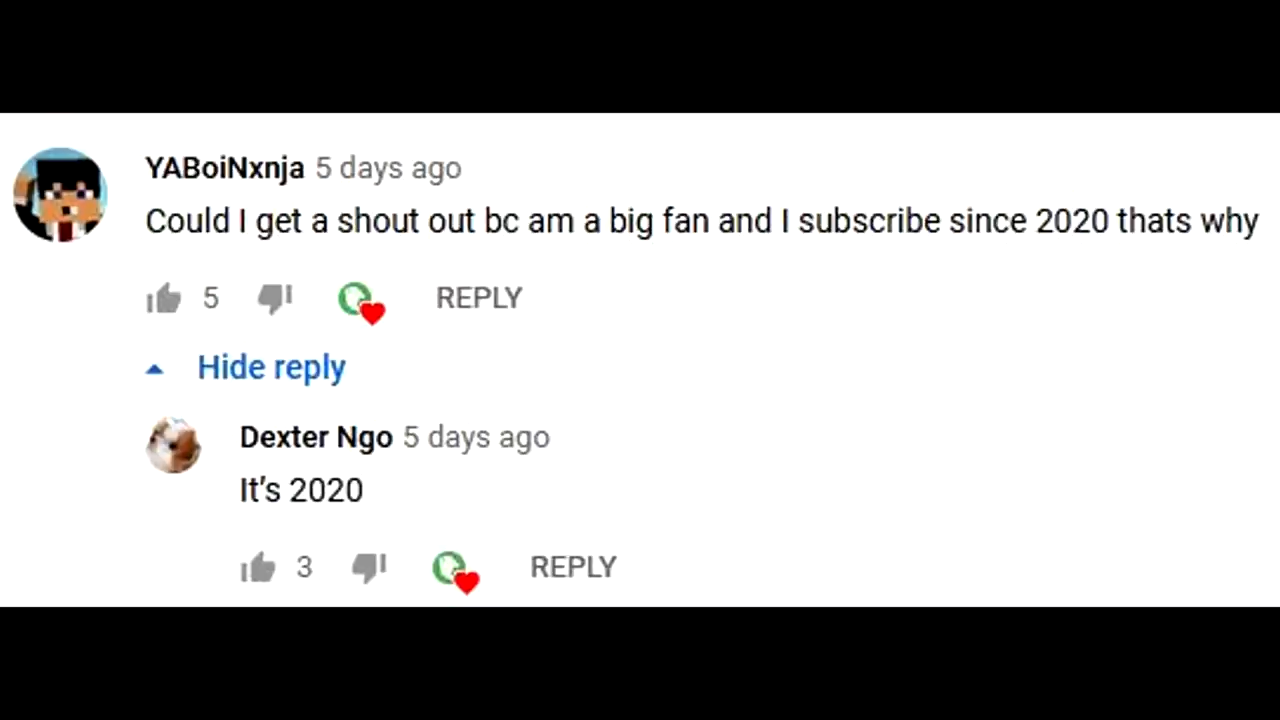 YABoiNxnja 5 days ago
Could I get a shout out bc am a big fan and I subscribe since 2020 thats why
5 REPLY
Hide reply
Dexter Ngo 5 days ago
It's 2020
3 REPLY